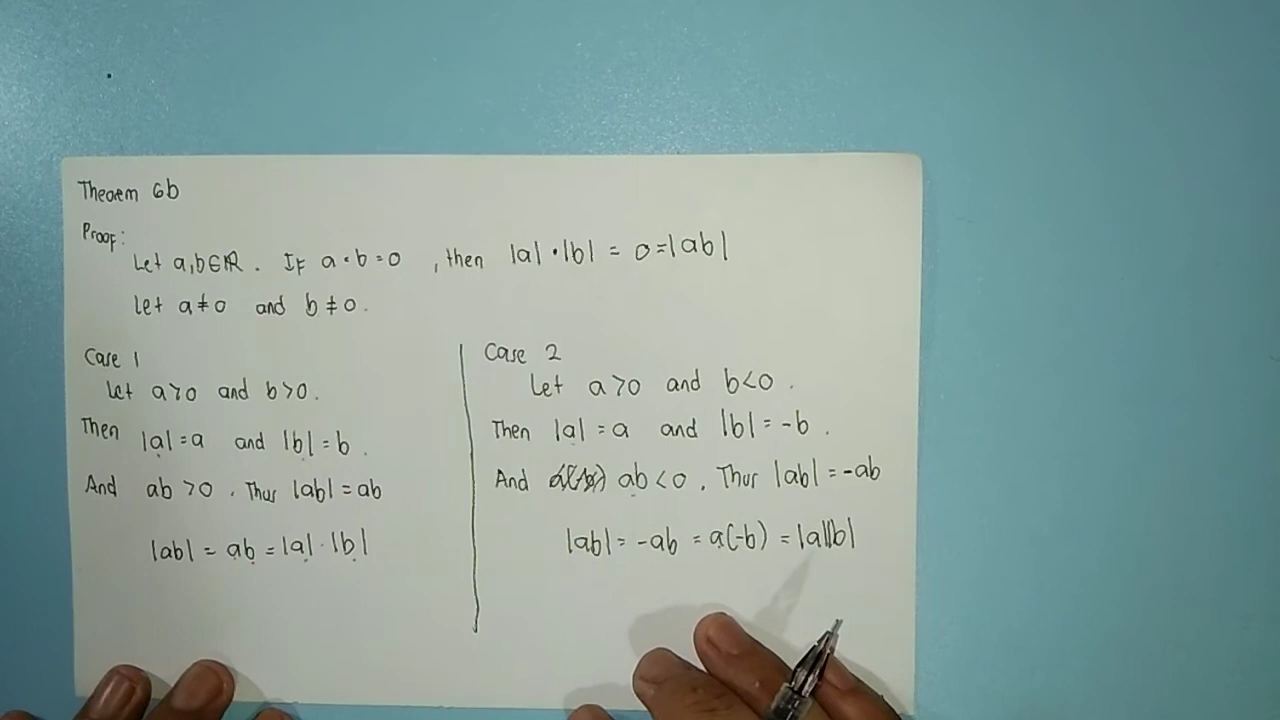 Theorem 6b
Proof:
Let a,b∈ℝ. If a·b=0, then |a|·|b| = 0=|ab|
let a≠0 and b≠0.
Case 1
Let a>0 and b>0.
Then |a|=a and |b|=b.
And ab>0. Thus |ab|=ab
|ab| = ab = |a|·|b|
Case 2
Let a>0 and b<0.
Then |a|=a and |b|=-b.
And ab<0. Thus |ab|=-ab
|ab|= -ab = a(-b) = |a||b|